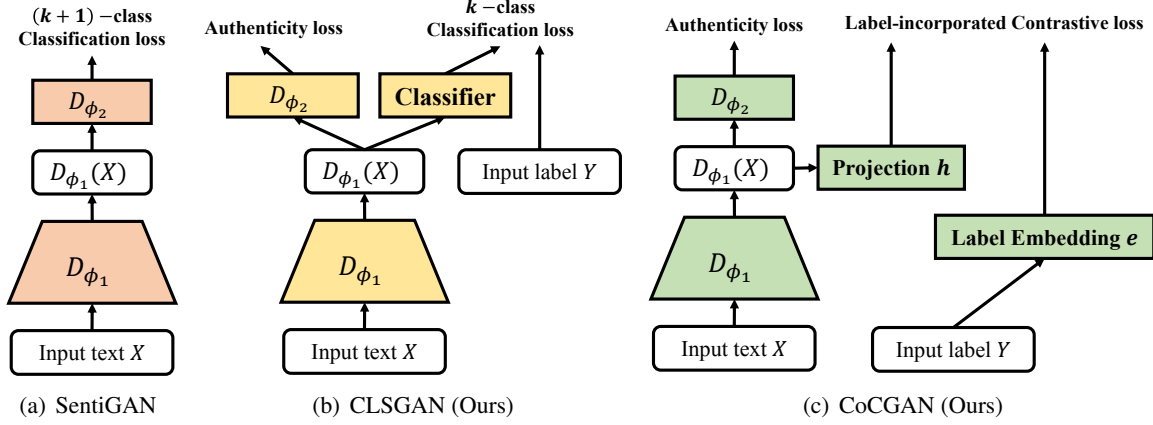 (k + 1) –class
Classification loss
D_{ϕ_2}
D_{ϕ_1}(X)
D_{ϕ_1}
Input text X
(a) SentiGAN
Authenticity loss
k –class
Classification loss
D_{ϕ_2}
Classifier
D_{ϕ_1}(X)
Input label Y
D_{ϕ_1}
Input text X
(b) CLSGAN (Ours)
Authenticity loss
Label-incorporated Contrastive loss
D_{ϕ_2}
D_{ϕ_1}(X)
Projection h
Label Embedding e
D_{ϕ_1}
Input text X
Input label Y
(c) CoCGAN (Ours)